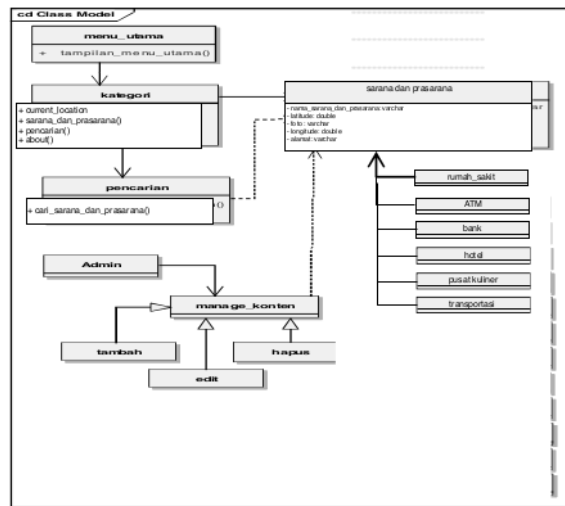 cd Class Model
menu_utama
+ tampilan_menu_utama()
kategori
+ current_location
+ sarana_dan_prasarana()
+ pencarian()
+ about()
sarana dan prasarana
- nama_sarana_dan_prasarana: varchar
- latitude: double
- foto : varchar
- longitude: double
- alamat: varchar
ar
pencarian
+ cari_sarana_dan_prasarana()
()
rumah_sakit
ATM
bank
hotel
pusat kuliner
transportasi
Admin
manage_konten
tambah
hapus
edit